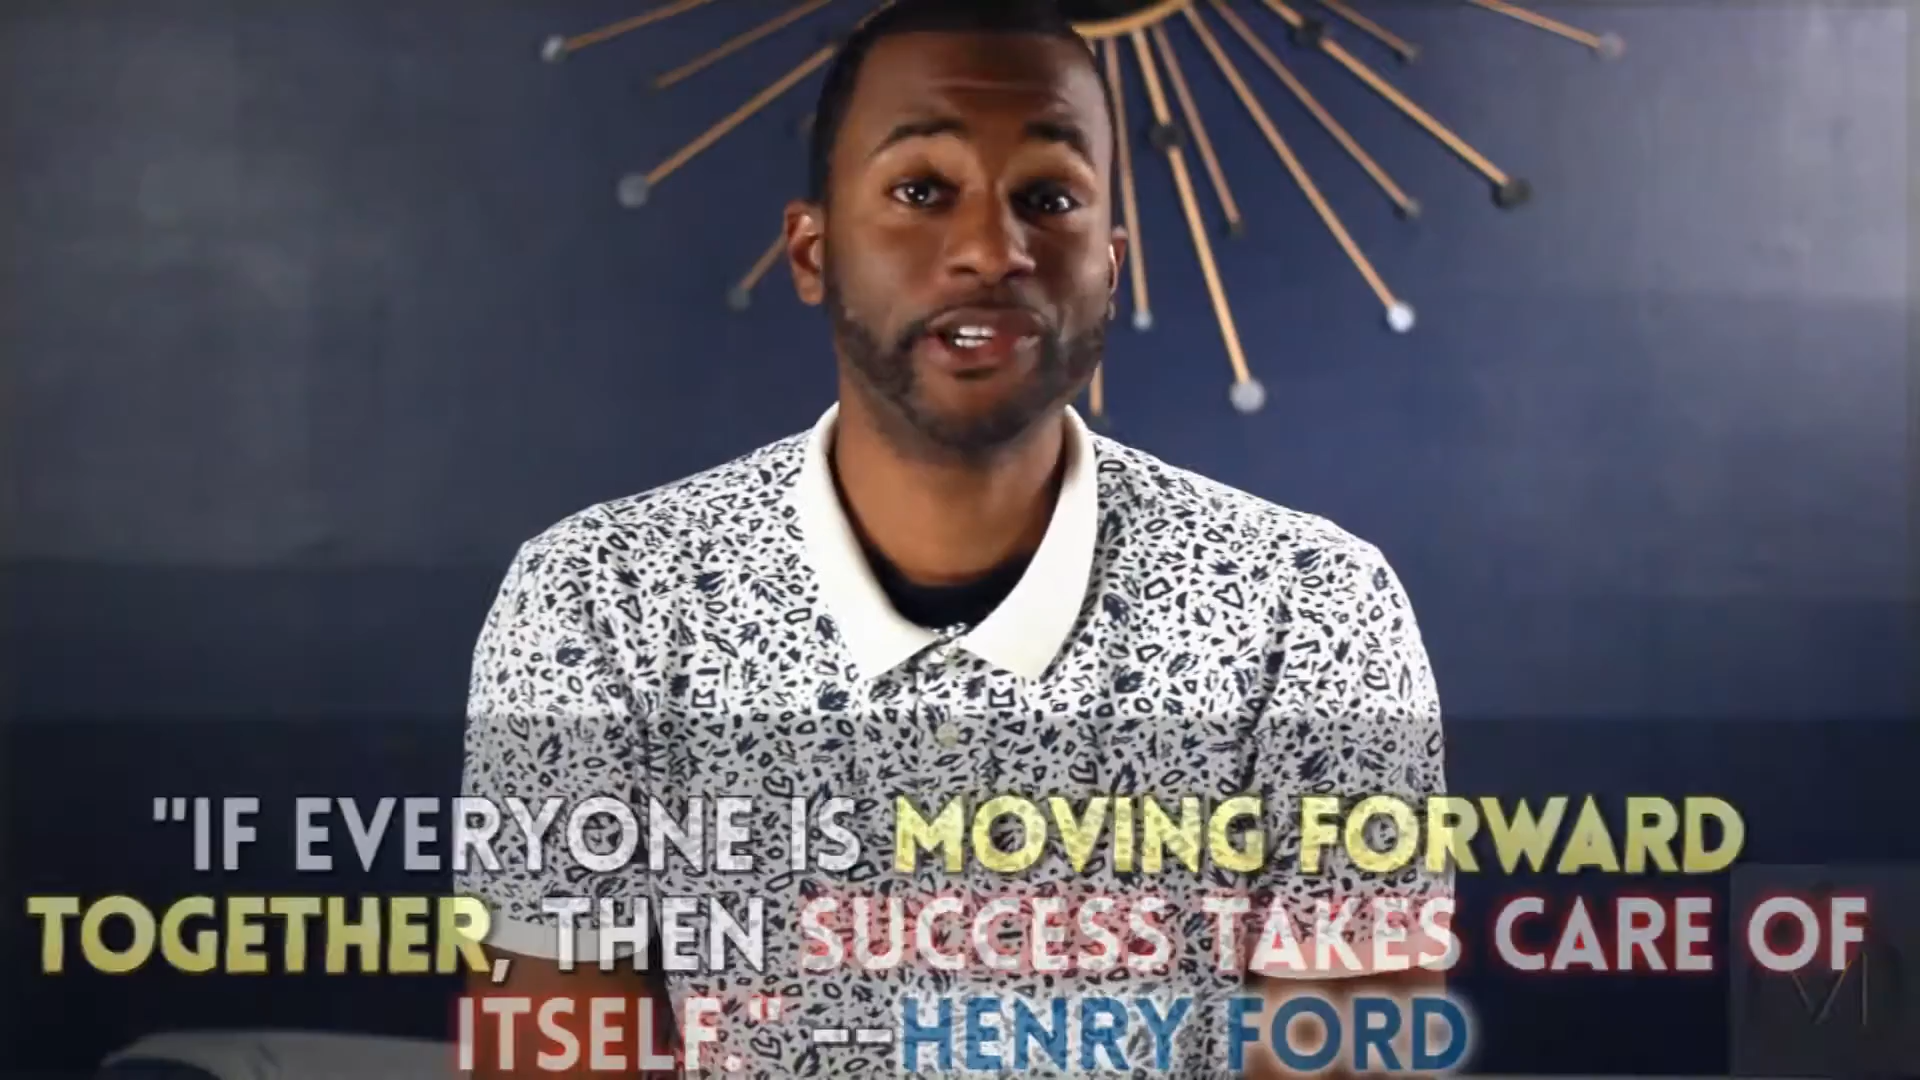 "IF EVERYONE IS MOVING FORWARD
TOGETHER, THEN SUCCESS TAKES CARE OF
ITSELF." --HENRY FORD